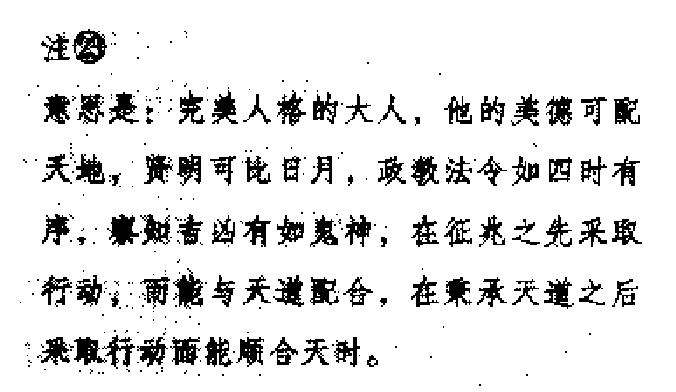 注㉔
意思是：完美人格的大人，他的美德可配
天地，贤明可比日月，政教法令如四时有
序，察知吉凶有如鬼神，在征兆之先采取
行动，而能与天道配合，在秉承天道之后
采取行动而能顺合天时。